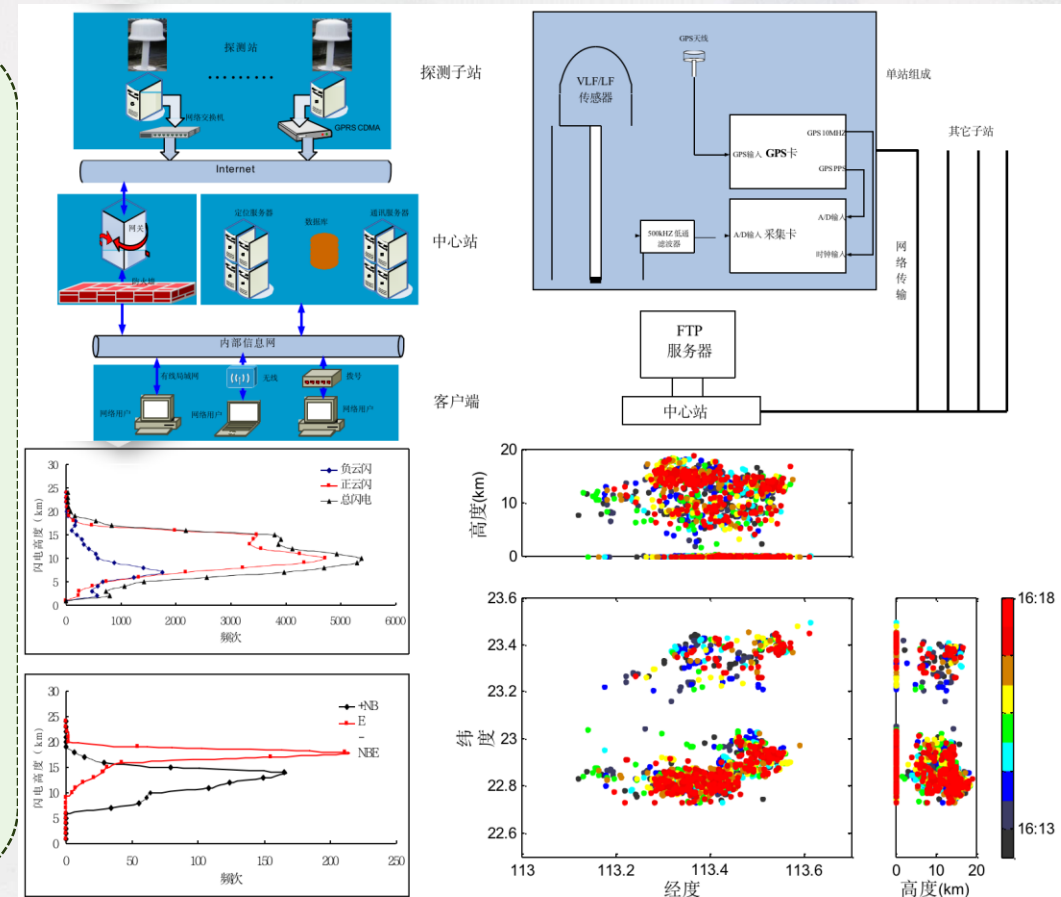 探测站
探测子站
网络交换机
GPRS CDMA
Internet
网关
防火墙
定位服务器
数据库
通讯服务器
中心站
内部信息网
有线局域网
无线
拨号
网络用户
网络用户
网络用户
客户端
GPS天线
VLF/LF
传感器
单站组成
GPS 10MHZ
GPS输入 GPS卡
GPS PPS
A/D输入
A/D输入 采集卡
时钟输入
500kHZ 低通
滤波器
其它子站
网络传输
FTP
服务器
中心站
闪电高度（km）
30
25
20
15
10
5
0
0 1000 2000 3000 4000 5000 6000
频次
负云闪
正云闪
总闪电
闪电高度（km）
30
25
20
15
10
5
0
0 50 100 150 200 250
频次
+NB
E
-
NBE
高度(km)
20
10
0
纬度
23.6
23.4
23.2
23
22.8
22.6
113 113.2 113.4 113.6
经度
0 10 20
高度(km)
16:18
16:13